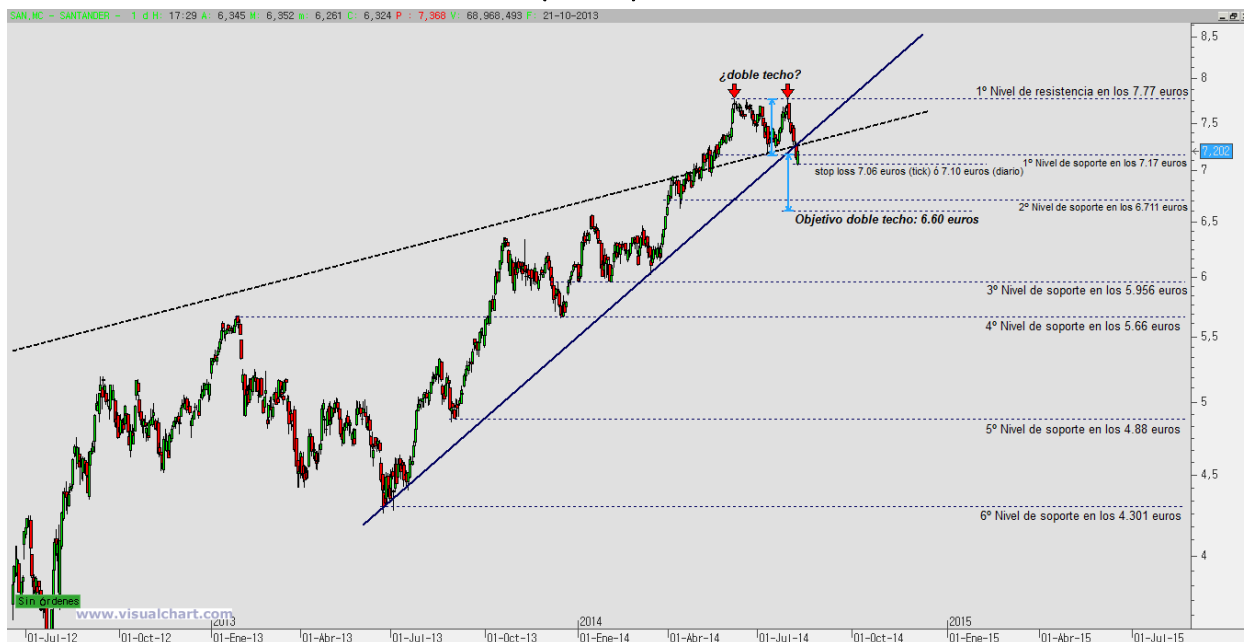 SAN.MC - SANTANDER - 1 d H: 17:29 A 6,345 M: 6,352 m: 6,261 C: 6,324 P : 7,368 V: 68,968,493 F: 21-10-2013
8,5
8
7,5
7,202
7
6,5
6
5,5
5
4,5
4
¿doble techo?
1º Nivel de resistencia en los 7.77 euros
1º Nivel de soporte en los 7.17 euros
stop loss 7.06 euros (tick) ó 7.10 euros (diario)
2º Nivel de soporte en los 6.711 euros
Objetivo doble techo: 6.60 euros
3º Nivel de soporte en los 5.956 euros
4º Nivel de soporte en los 5.66 euros
5º Nivel de soporte en los 4.88 euros
6º Nivel de soporte en los 4.301 euros
Sin órdenes
www.visualchart.com
2013 2014 2015
01-Jul-12 01-Oct-12 01-Ene-13 01-Abr-13 01-Jul-13 01-Oct-13 01-Ene-14 01-Abr-14 01-Jul-14 01-Oct-14 01-Ene-15 01-Abr-15 01-Jul-15